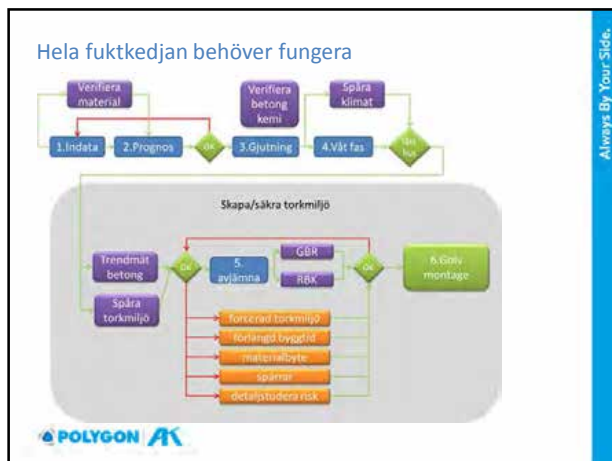 Hela fuktkedjan behöver fungera
Verifiera
material
Verifiera
betong
kemi
Spåra
klimat
1.Indata
2.Prognos
OK
3.Gjutning
4.Våt fas
tätt
hus
Skapa/säkra torkmiljö
Trendmät
betong
Spåra
torkmiljö
OK
5.
avjämna
GBR
RBK
OK
6.Golv
montage
forcerad torkmiljö
förlängd byggtid
materialbyte
spärrar
detaljstudera risk
POLYGON AK
Always By Your Side.